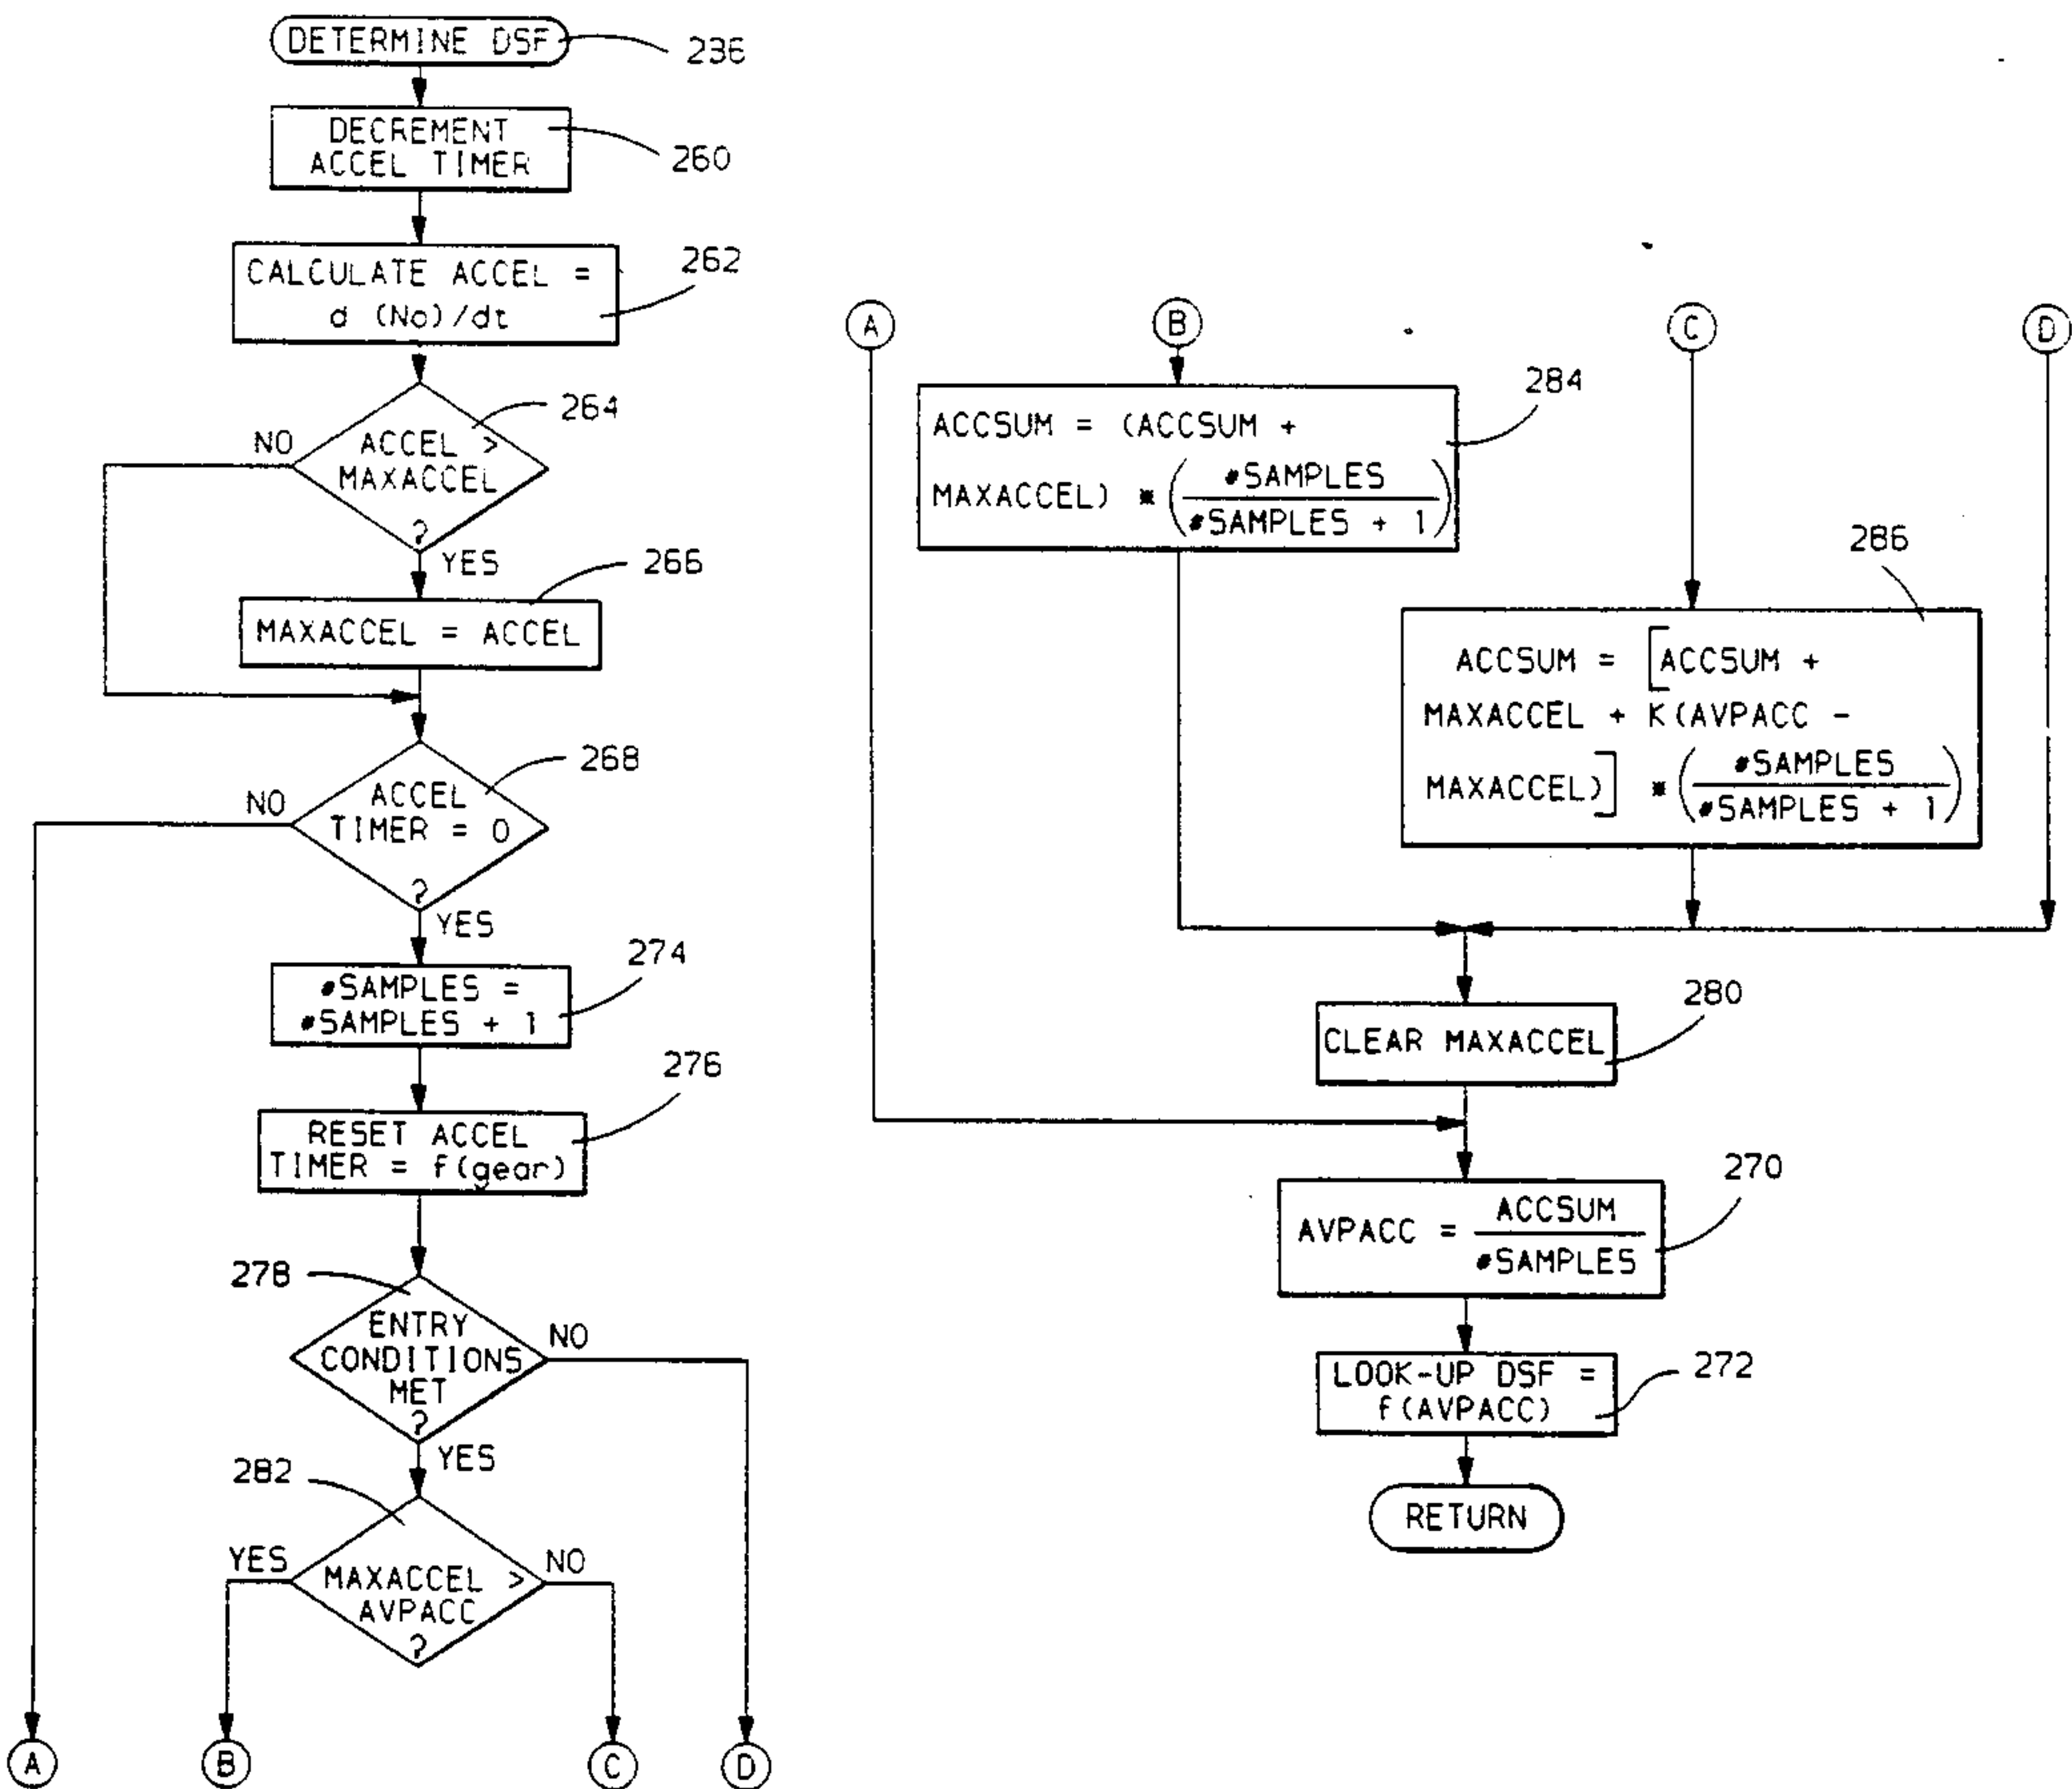 DETERMINE DSF
236
DECREMENT
ACCEL TIMER
260
CALCULATE ACCEL =
d (No)/dt
262
264
ACCEL >
MAXACCEL
?
NO
YES
266
MAXACCEL = ACCEL
268
ACCEL
TIMER = 0
?
NO
YES
274
#SAMPLES =
#SAMPLES + 1
276
RESET ACCEL
TIMER = f(gear)
278
ENTRY
CONDITIONS
MET
?
NO
YES
282
MAXACCEL >
AVPACC
?
YES
NO
A
B
C
D
A
B
C
D
284
ACCSUM = (ACCSUM +
MAXACCEL) * (#SAMPLES
#SAMPLES + 1)
286
ACCSUM = [ACCSUM +
MAXACCEL + K(AVPACC -
MAXACCEL)] * (#SAMPLES
#SAMPLES + 1)
280
CLEAR MAXACCEL
270
AVPACC = ACCSUM
#SAMPLES
LOOK-UP DSF =
f(AVPACC)
272
RETURN